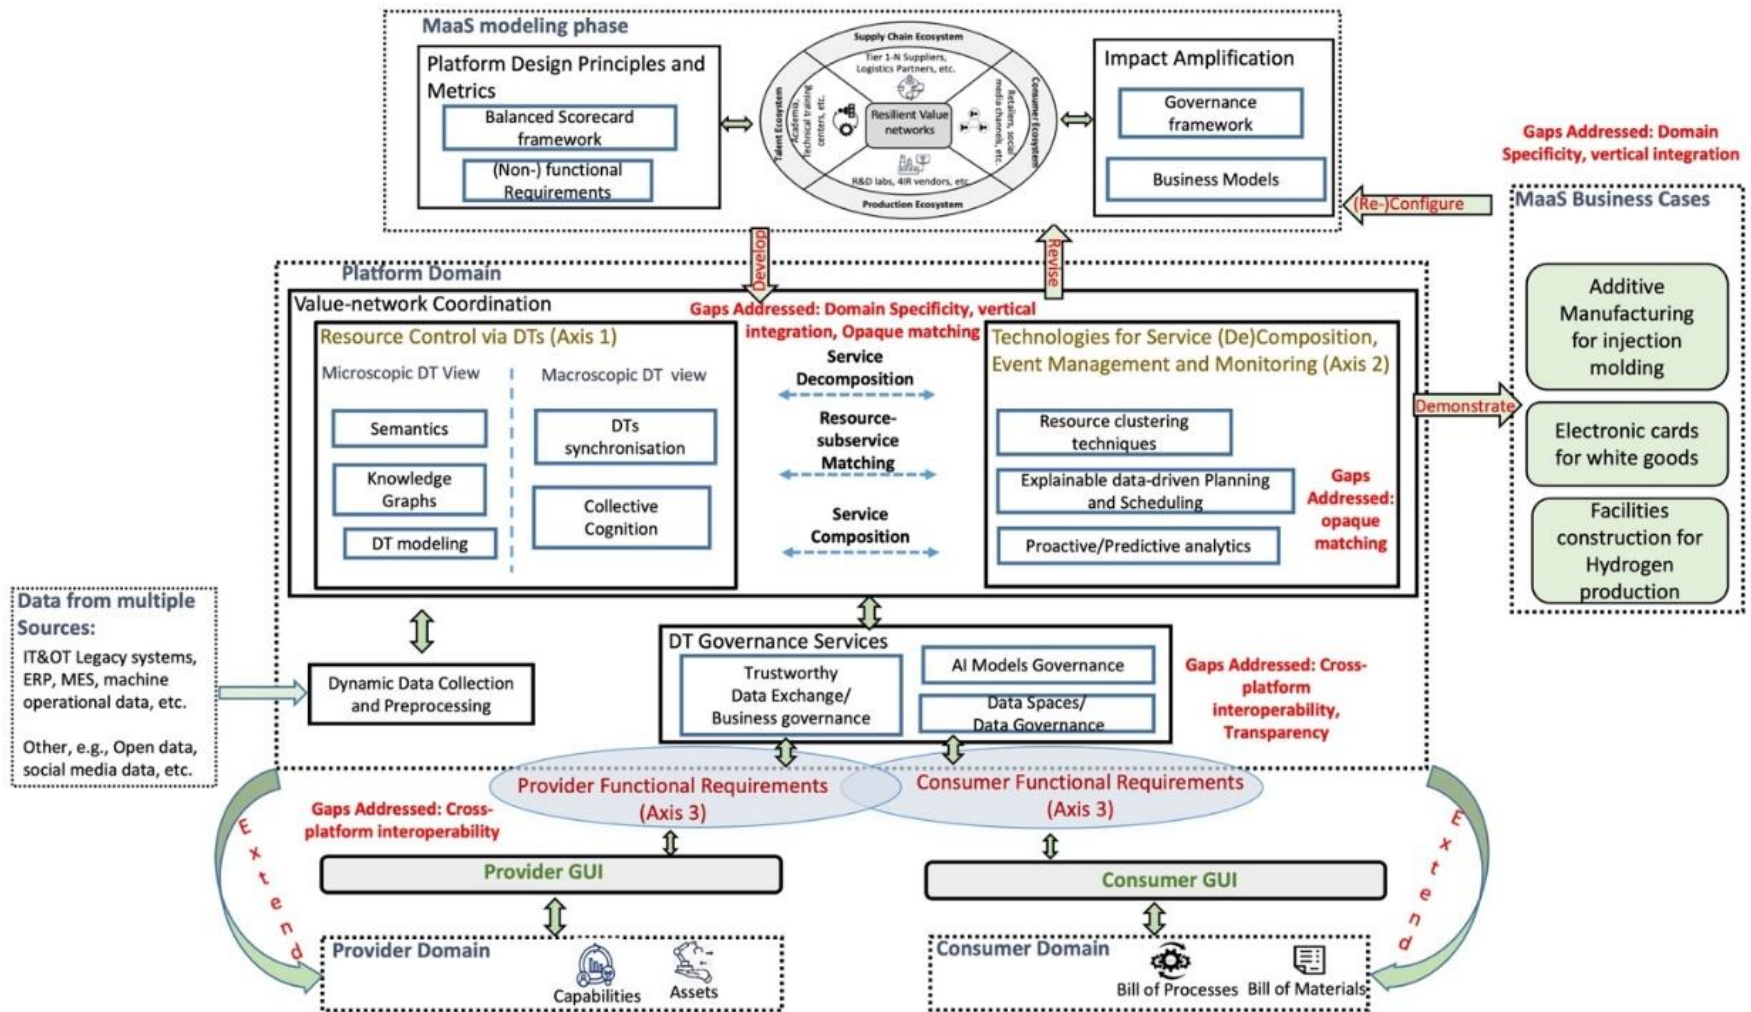 MaaS modeling phase
Platform Design Principles and
Metrics
Balanced Scorecard
framework
(Non-) functional
Requirements
Supply Chain Ecosystem
Tier 1-N Suppliers,
Logistics Partners, etc.
Talent Ecosystem
Academia,
Technical training
centers, etc.
Resilient Value
networks
Retailers, social
media channels, etc.
Consumer Ecosystem
R&D labs, 4IR vendors, etc
Production Ecosystem
Impact Amplification
Governance
framework
Business Models
Gaps Addressed: Domain
Specificity, vertical integration
(Re-)Configure
MaaS Business Cases
Additive
Manufacturing
for injection
molding
Electronic cards
for white goods
Facilities
construction for
Hydrogen
production
Develop
Revise
Platform Domain
Value-network Coordination
Gaps Addressed: Domain Specificity, vertical
integration, Opaque matching
Resource Control via DTs (Axis 1)
Microscopic DT View
Macroscopic DT view
Semantics
Knowledge
Graphs
DT modeling
DTs
synchronisation
Collective
Cognition
Service
Decomposition
Resource-
subservice
Matching
Service
Composition
Technologies for Service (De)Composition,
Event Management and Monitoring (Axis 2)
Resource clustering
techniques
Explainable data-driven Planning
and Scheduling
Proactive/Predictive analytics
Gaps
Addressed:
opaque
matching
Demonstrate
Data from multiple
Sources:
IT&OT Legacy systems,
ERP, MES, machine
operational data, etc.
Other, e.g., Open data,
social media data, etc.
Dynamic Data Collection
and Preprocessing
DT Governance Services
Trustworthy
Data Exchange/
Business governance
AI Models Governance
Data Spaces/
Data Governance
Gaps Addressed: Cross-
platform
interoperability,
Transparency
Provider Functional Requirements
(Axis 3)
Consumer Functional Requirements
(Axis 3)
Gaps Addressed: Cross-
platform interoperability
Extend
Extend
Provider GUI
Consumer GUI
Provider Domain
Capabilities
Assets
Consumer Domain
Bill of Processes
Bill of Materials